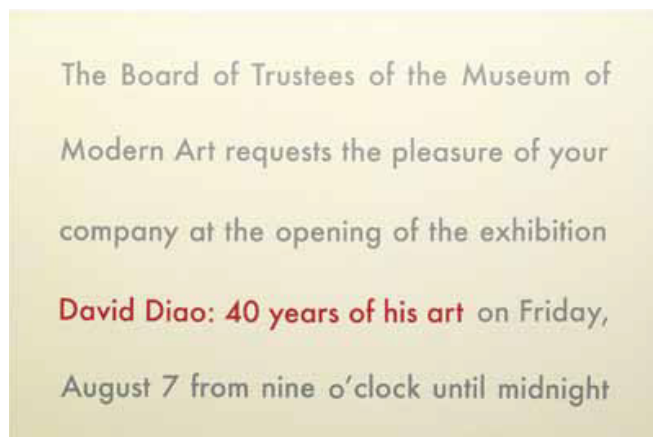 The Board of Trustees of the Museum of
Modern Art requests the pleasure of your
company at the opening of the exhibition
David Diao: 40 years of his art on Friday,
August 7 from nine o'clock until midnight